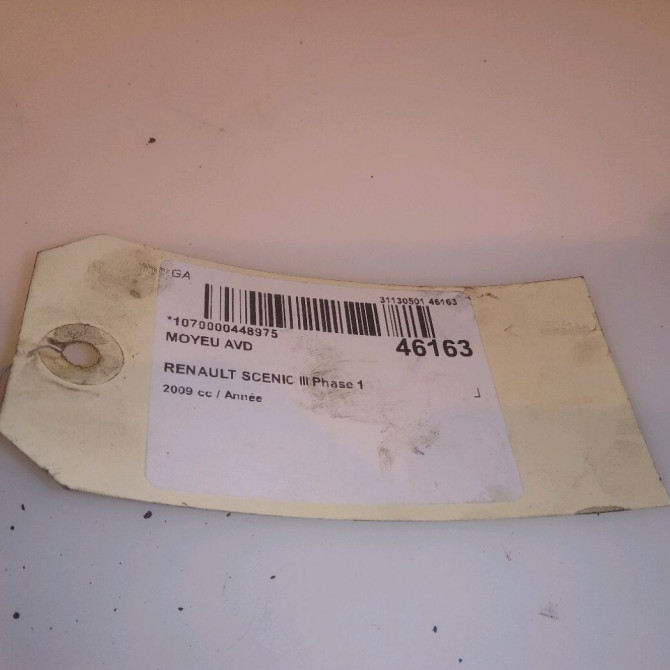 GA
31130501 46163
*1070000448975
46163
MOYEU AVD
RENAULT SCENIC III Phase 1
2009 cc / Année